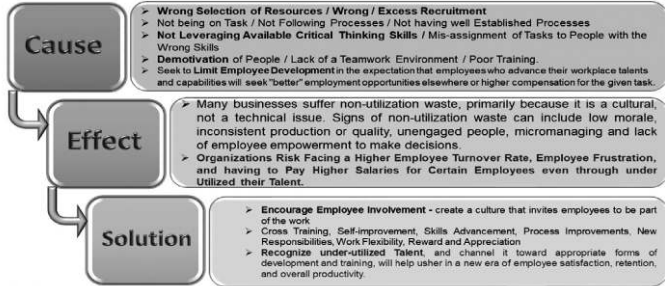 Cause
➢ Wrong Selection of Resources / Wrong / Excess Recruitment
➢ Not being on Task / Not Following Processes / Not having well Established Processes
➢ Not Leveraging Available Critical Thinking Skills / Mis-assignment of Tasks to People with the
Wrong Skills
➢ Demotivation of People / Lack of a Teamwork Environment / Poor Training.
➢ Seek to Limit Employee Development in the expectation that employees who advance their workplace talents
and capabilities will seek "better" employment opportunities elsewhere or higher compensation for the given task.
Effect
➢ Many businesses suffer non-utilization waste, primarily because it is a cultural,
not a technical issue. Signs of non-utilization waste can include low morale,
inconsistent production or quality, unengaged people, micromanaging and lack
of employee empowerment to make decisions.
➢ Organizations Risk Facing a Higher Employee Turnover Rate, Employee Frustration,
and having to Pay Higher Salaries for Certain Employees even through under
Utilized their Talent.
Solution
➢ Encourage Employee Involvement - create a culture that invites employees to be part
of the work
➢ Cross Training, Self-improvement, Skills Advancement, Process Improvements, New
Responsibilities, Work Flexibility, Reward and Appreciation
➢ Recognize under-utilized Talent, and channel it toward appropriate forms of
development and training, will help usher in a new era of employee satisfaction, retention,
and overall productivity.